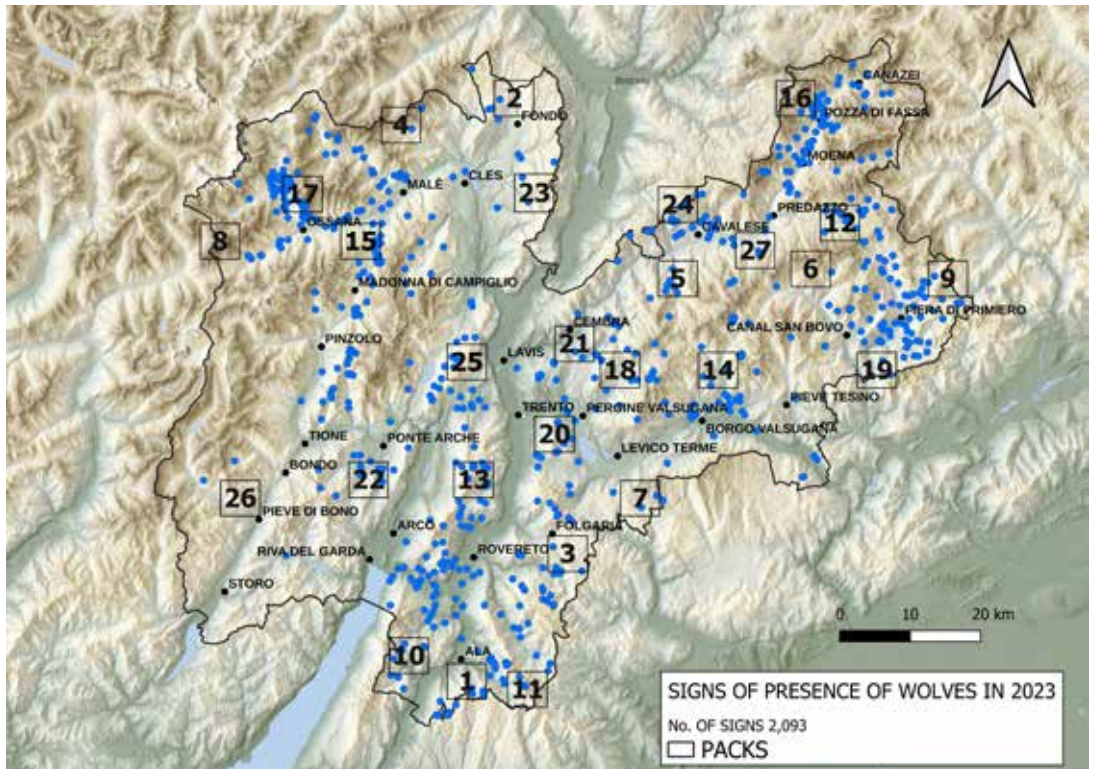 CANAZEI
16
2
POZZA DI FASSA
FONDO
4
MOENA
CLES
MALÈ
23
17
24
PREDAZZO
12
OSSANA
CAVALESE
8
15
27
6
5
9
MADONNA DI CAMPIGLIO
FIERA DI PRIMIERO
CEMBRA
CANAL SAN BOVO
PINZOLO
21
LAVIS
25
18
14
19
PIEVE TESINO
TRENTO
PERGINE VALSUGANA
BORGO VALSUGANA
20
TIONE
PONTE ARCHE
LEVICO TERME
BONDO
22
13
26
7
PIEVE DI BONO
ARCO
FOLGARIA
RIVA DEL GARDA
ROVERETO
3
STORO
0 10 20 km
10
ALA
1
11
SIGNS OF PRESENCE OF WOLVES IN 2023
No. OF SIGNS 2,093
PACKS